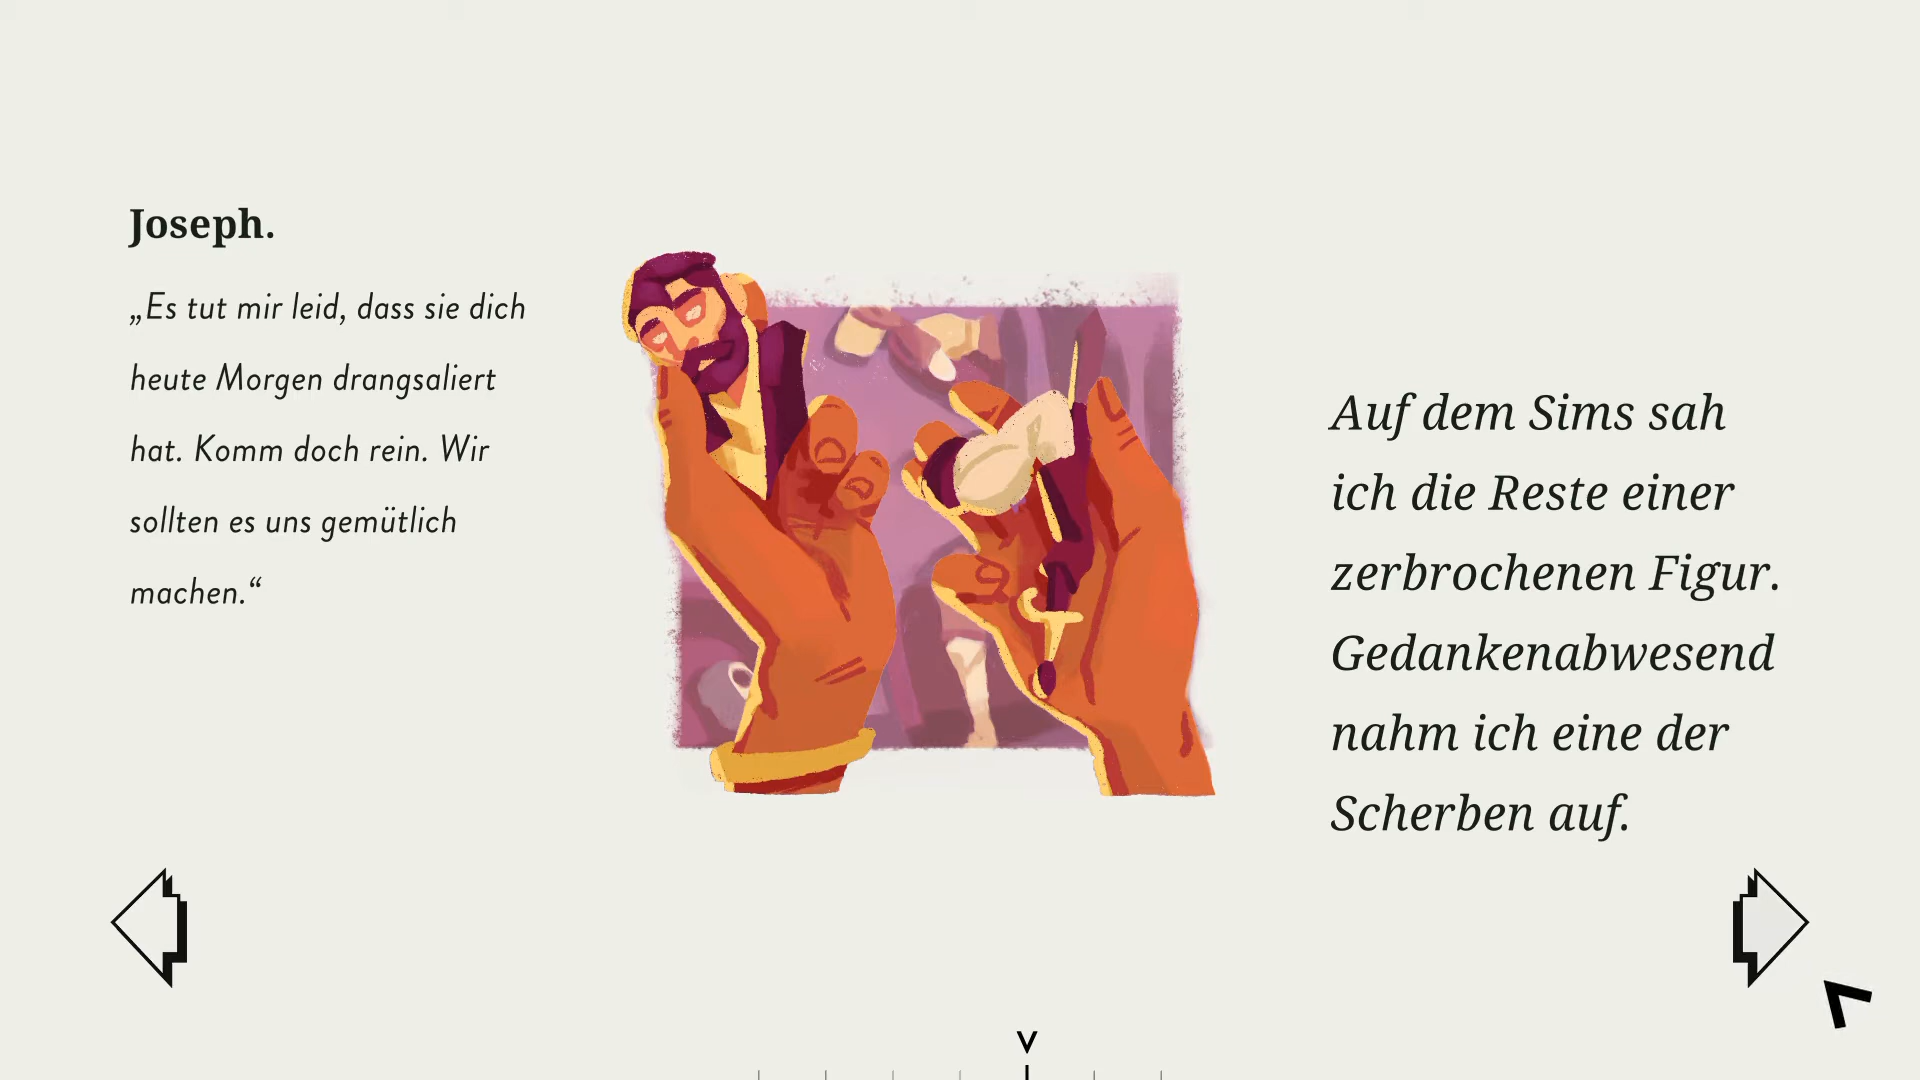 Joseph.
„Es tut mir leid, dass sie dich
heute Morgen drangsaliert
hat. Komm doch rein. Wir
sollten es uns gemütlich
machen.“
Auf dem Sims sah
ich die Reste einer
zerbrochenen Figur.
Gedankenabwesend
nahm ich eine der
Scherben auf.